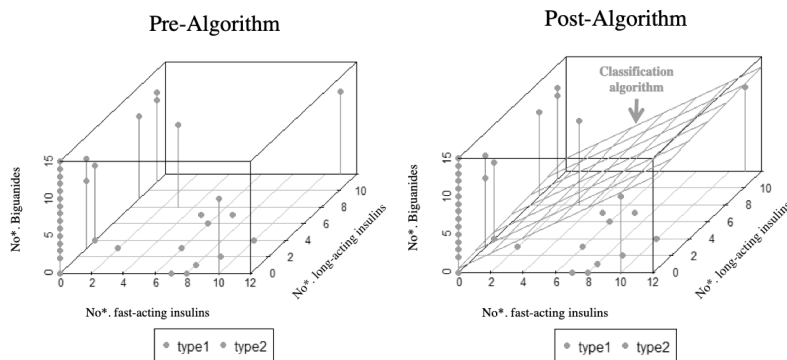 Pre-Algorithm
No*. Biguanides
0
5
10
15
0
2
4
6
8
10
12
No*. fast-acting insulins
0
2
4
6
8
10
No*. long-acting insulins
type1 type2
Post-Algorithm
Classification
algorithm
No*. Biguanides
0
5
10
15
0
2
4
6
8
10
12
No*. fast-acting insulins
0
2
4
6
8
10
No*. long-acting insulins
type1 type2